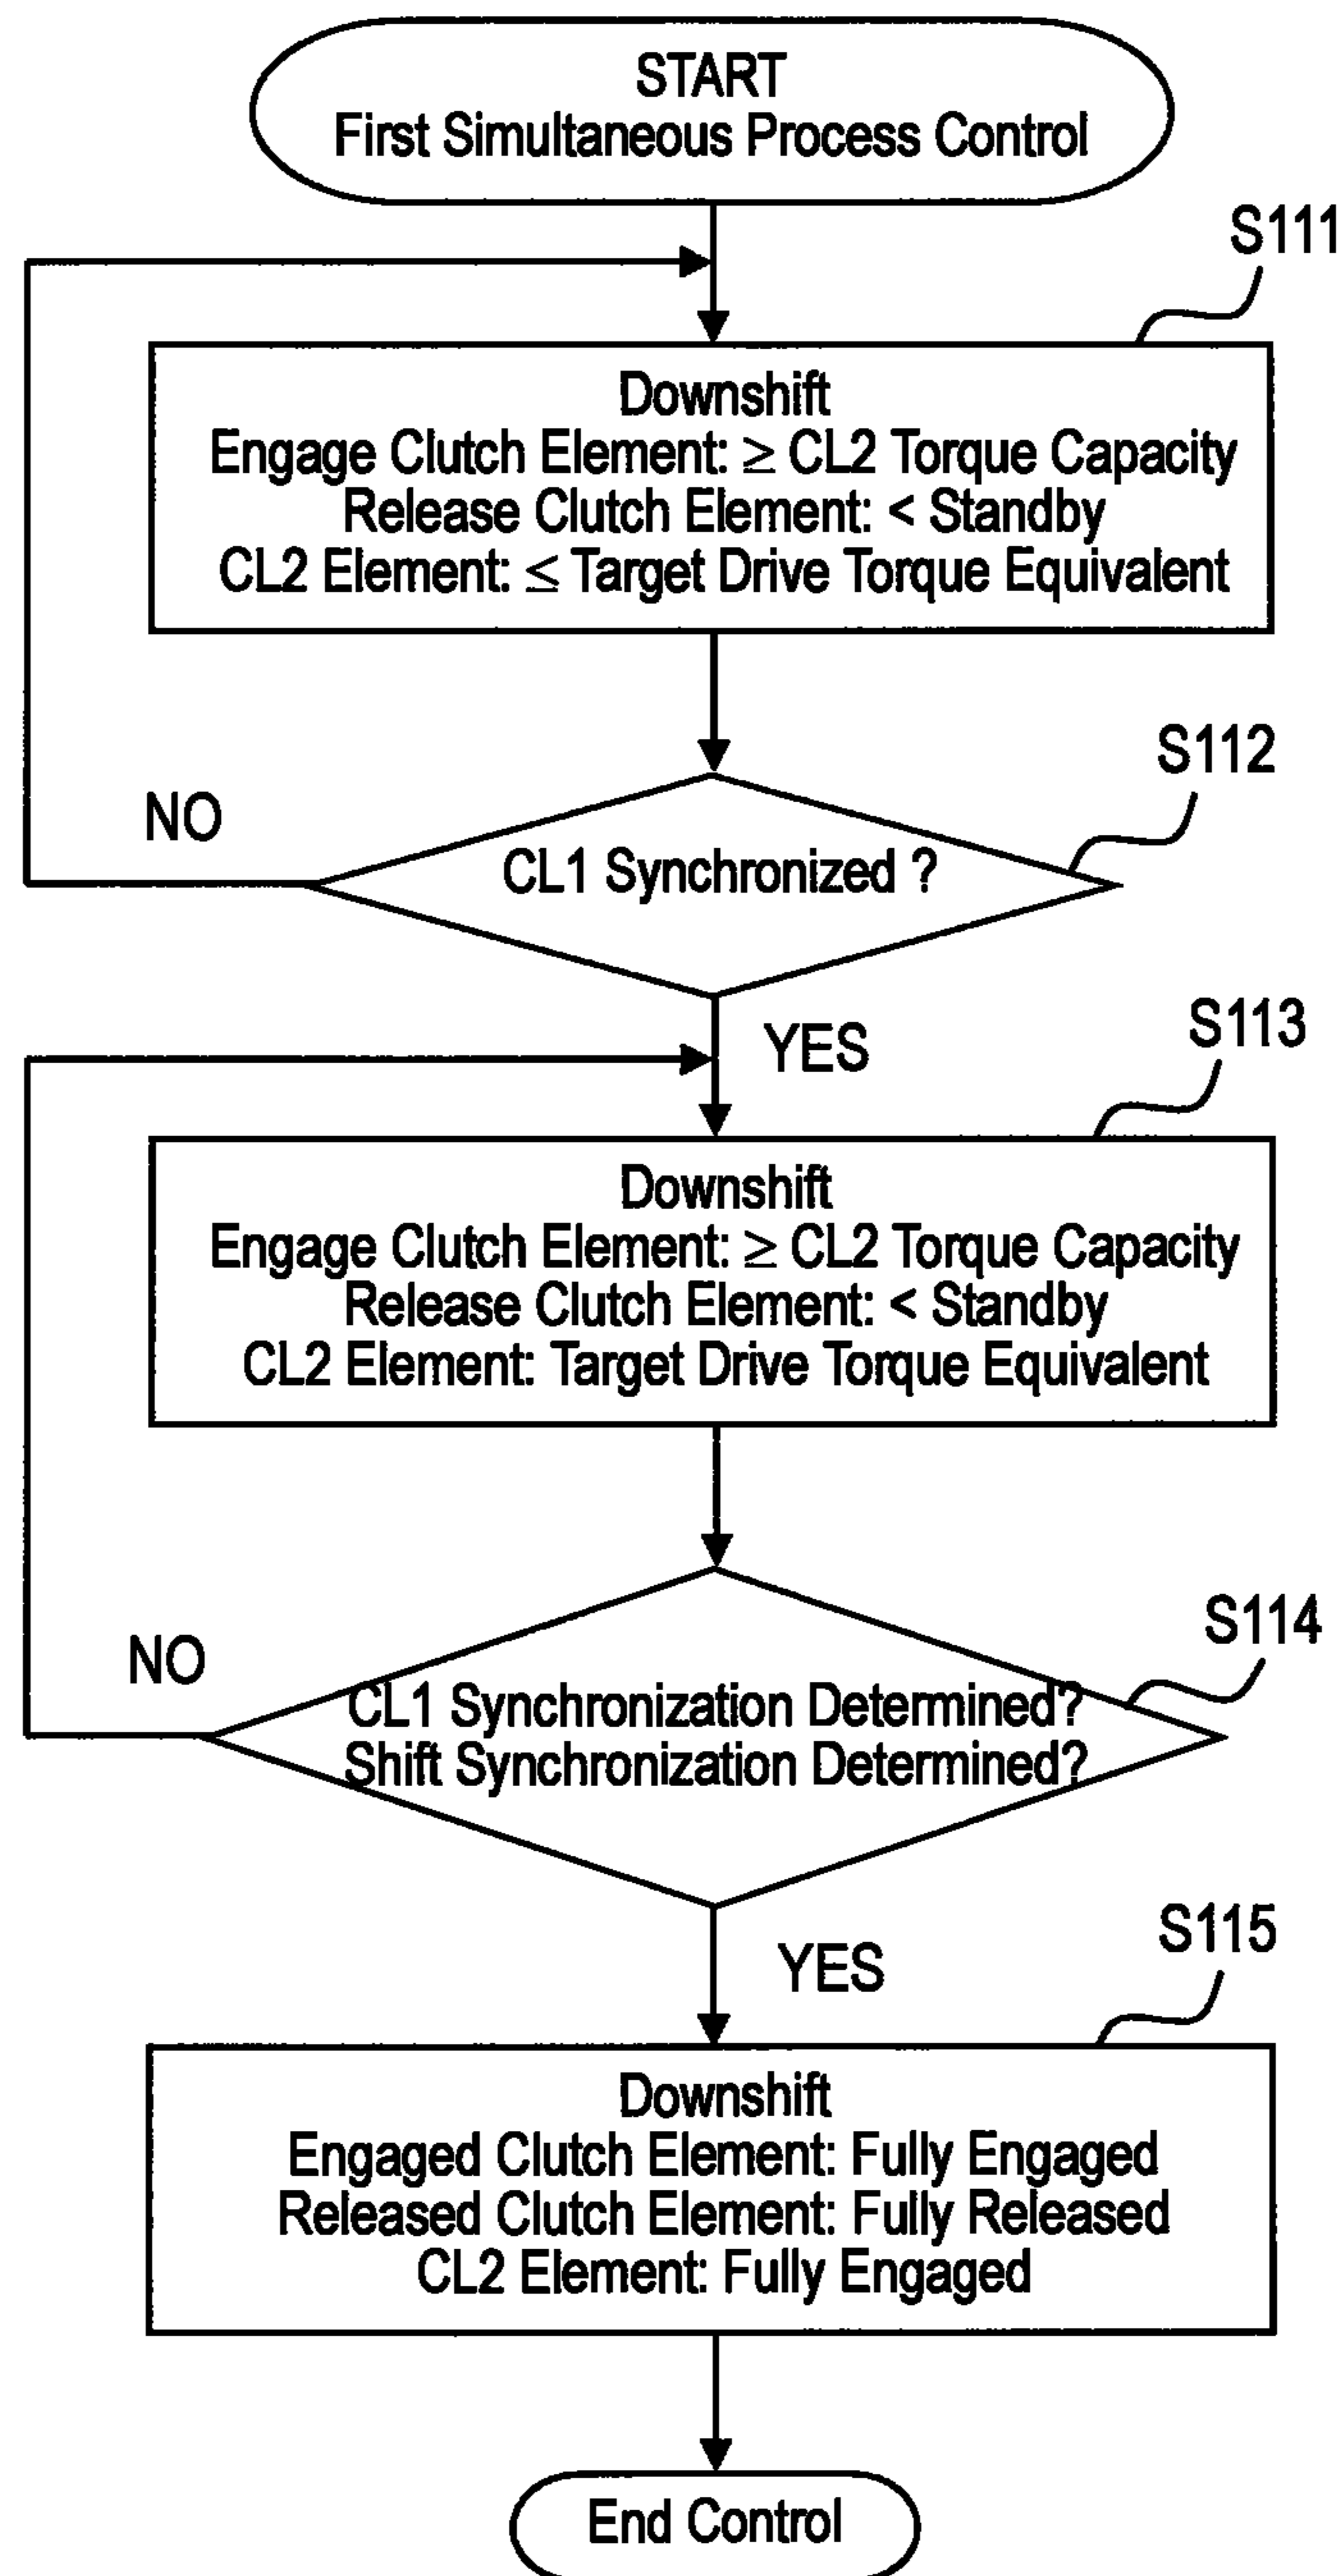 START
First Simultaneous Process Control
S111
Downshift
Engage Clutch Element: ≥ CL2 Torque Capacity
Release Clutch Element: < Standby
CL2 Element: ≤ Target Drive Torque Equivalent
S112
NO
CL1 Synchronized ?
YES
S113
Downshift
Engage Clutch Element: ≥ CL2 Torque Capacity
Release Clutch Element: < Standby
CL2 Element: Target Drive Torque Equivalent
S114
NO
CL1 Synchronization Determined?
Shift Synchronization Determined?
YES
S115
Downshift
Engaged Clutch Element: Fully Engaged
Released Clutch Element: Fully Released
CL2 Element: Fully Engaged
End Control